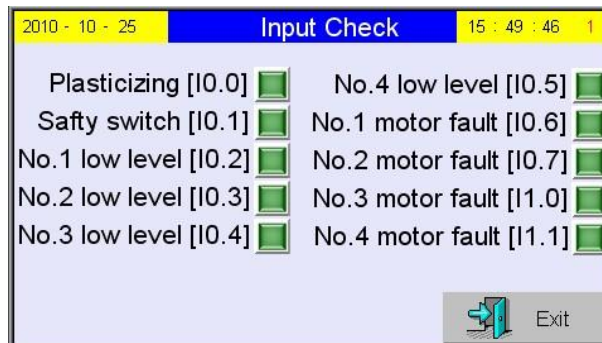 2010 - 10 - 25 Input Check 15 : 49 : 46 1
Plasticizing [I0.0]
Safty switch [I0.1]
No.1 low level [I0.2]
No.2 low level [I0.3]
No.3 low level [I0.4]
No.4 low level [I0.5]
No.1 motor fault [I0.6]
No.2 motor fault [I0.7]
No.3 motor fault [I1.0]
No.4 motor fault [I1.1]
Exit